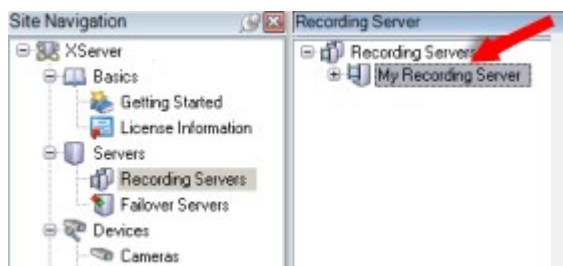 Site Navigation
XServer
Basics
Getting Started
License Information
Servers
Recording Servers
Failover Servers
Devices
Cameras
Recording Server
Recording Servers
My Recording Server